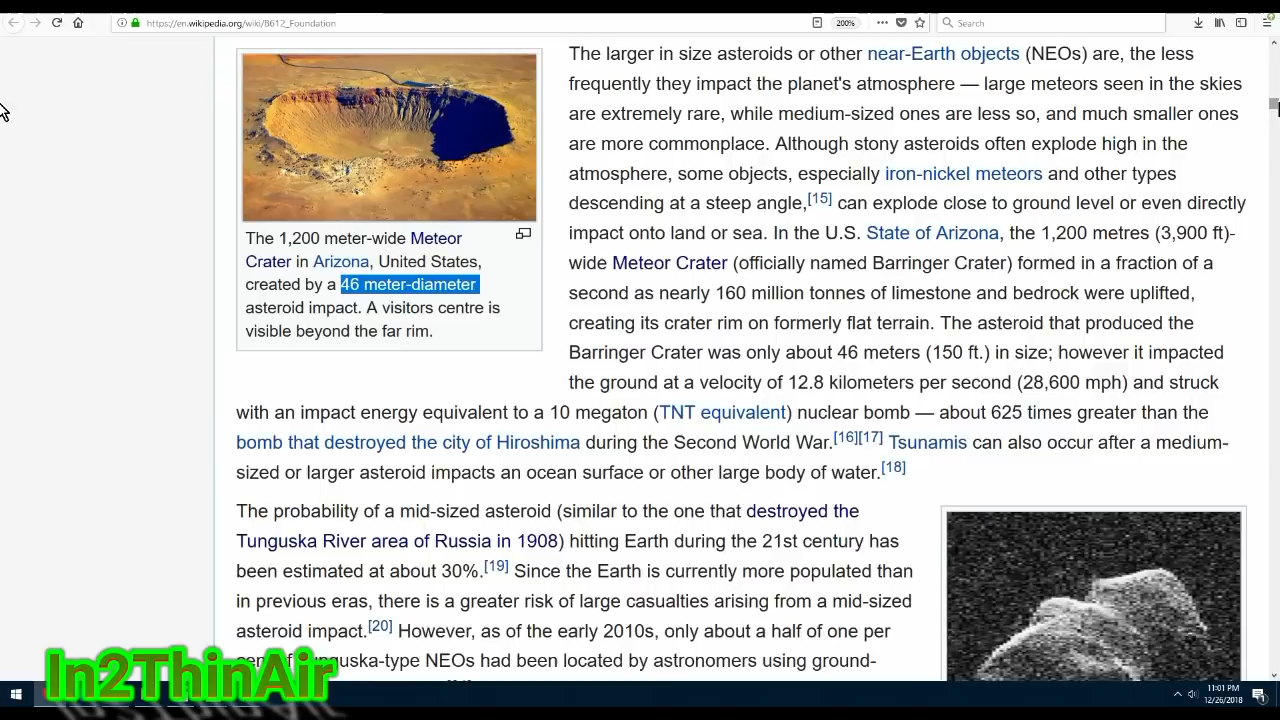 https://en.wikipedia.org/wiki/B612_Foundation
200%
Search
The 1,200 meter-wide Meteor
Crater in Arizona, United States,
created by a 46 meter-diameter
asteroid impact. A visitors centre is
visible beyond the far rim.
The larger in size asteroids or other near-Earth objects (NEOs) are, the less
frequently they impact the planet's atmosphere — large meteors seen in the skies
are extremely rare, while medium-sized ones are less so, and much smaller ones
are more commonplace. Although stony asteroids often explode high in the
atmosphere, some objects, especially iron-nickel meteors and other types
descending at a steep angle,[15] can explode close to ground level or even directly
impact onto land or sea. In the U.S. State of Arizona, the 1,200 metres (3,900 ft)-
wide Meteor Crater (officially named Barringer Crater) formed in a fraction of a
second as nearly 160 million tonnes of limestone and bedrock were uplifted,
creating its crater rim on formerly flat terrain. The asteroid that produced the
Barringer Crater was only about 46 meters (150 ft.) in size; however it impacted
the ground at a velocity of 12.8 kilometers per second (28,600 mph) and struck
with an impact energy equivalent to a 10 megaton (TNT equivalent) nuclear bomb — about 625 times greater than the
bomb that destroyed the city of Hiroshima during the Second World War.[16][17] Tsunamis can also occur after a medium-
sized or larger asteroid impacts an ocean surface or other large body of water.[18]
The probability of a mid-sized asteroid (similar to the one that destroyed the
Tunguska River area of Russia in 1908) hitting Earth during the 21st century has
been estimated at about 30%.[19] Since the Earth is currently more populated than
in previous eras, there is a greater risk of large casualties arising from a mid-sized
asteroid impact.[20] However, as of the early 2010s, only about a half of one per
Tunguska-type NEOs had been located by astronomers using ground-
In2ThinAir
11:01 PM
12/26/2018